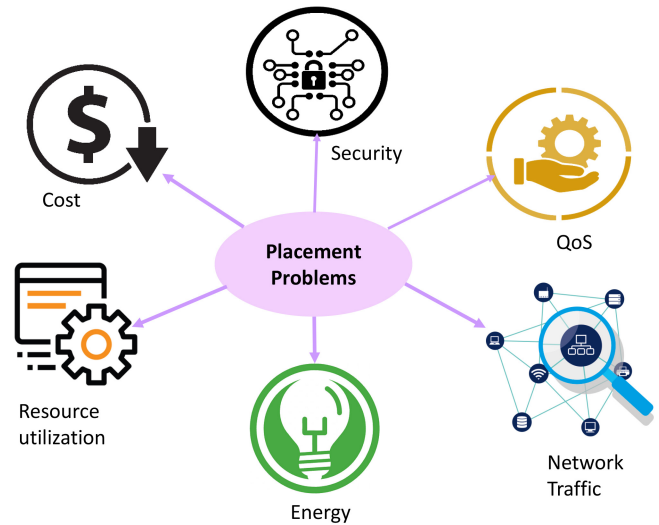 Security
Cost
QoS
Placement
Problems
Resource
utilization
Energy
Network
Traffic